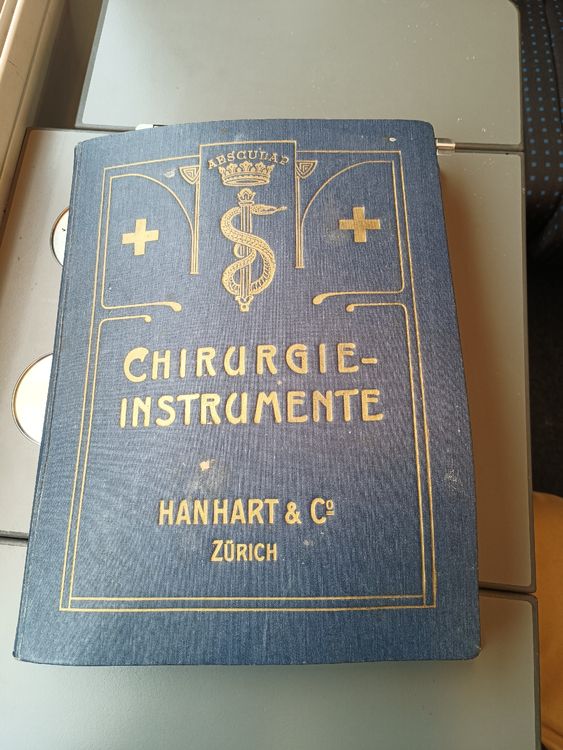 AESCULAP
CHIRURGIE-
INSTRUMENTE
HANHART & Cº
ZÜRICH